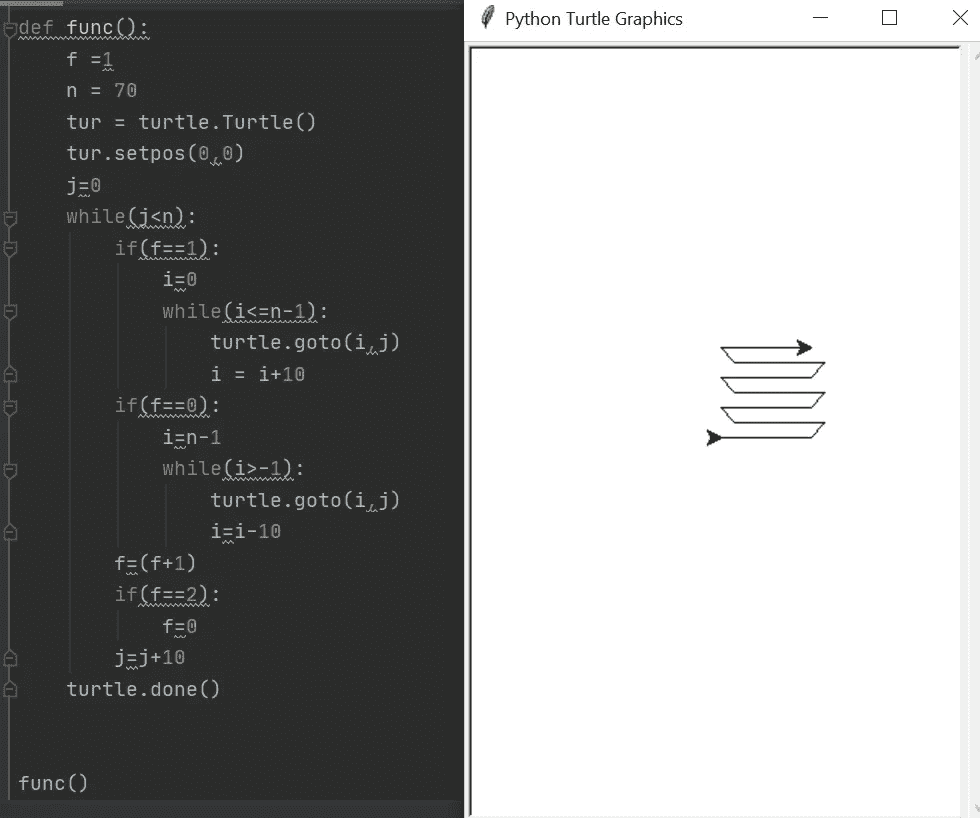 def func():
    f =1
    n = 70
    tur = turtle.Turtle()
    tur.setpos(0,0)
    j=0
    while(j<n):
        if(f==1):
            i=0
            while(i<=n-1):
                turtle.goto(i,j)
                i = i+10
        if(f==0):
            i=n-1
            while(i>-1):
                turtle.goto(i,j)
                i=i-10
        f=(f+1)
        if(f==2):
            f=0
        j=j+10
    turtle.done()
func()
Python Turtle Graphics